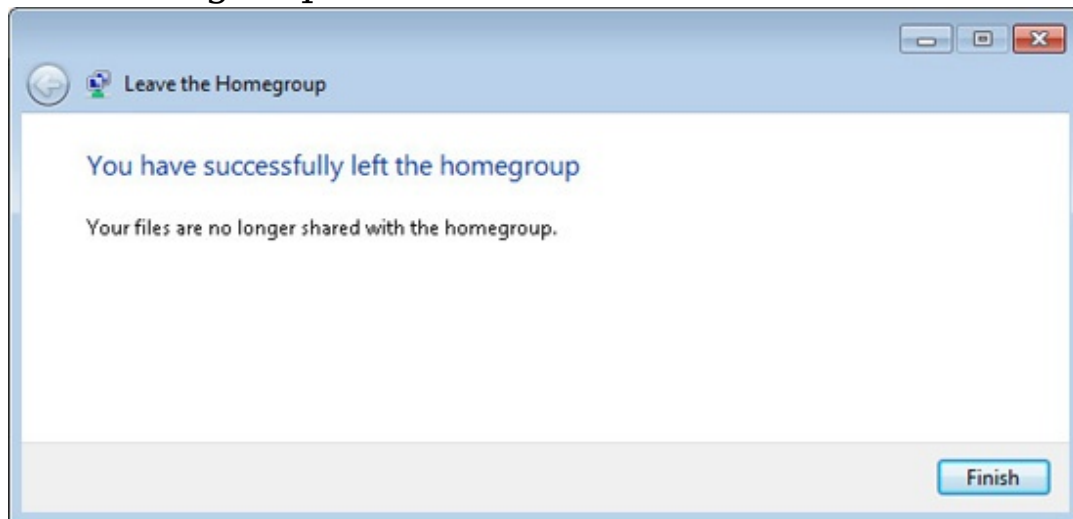 Leave the Homegroup
You have successfully left the homegroup
Your files are no longer shared with the homegroup.
Finish